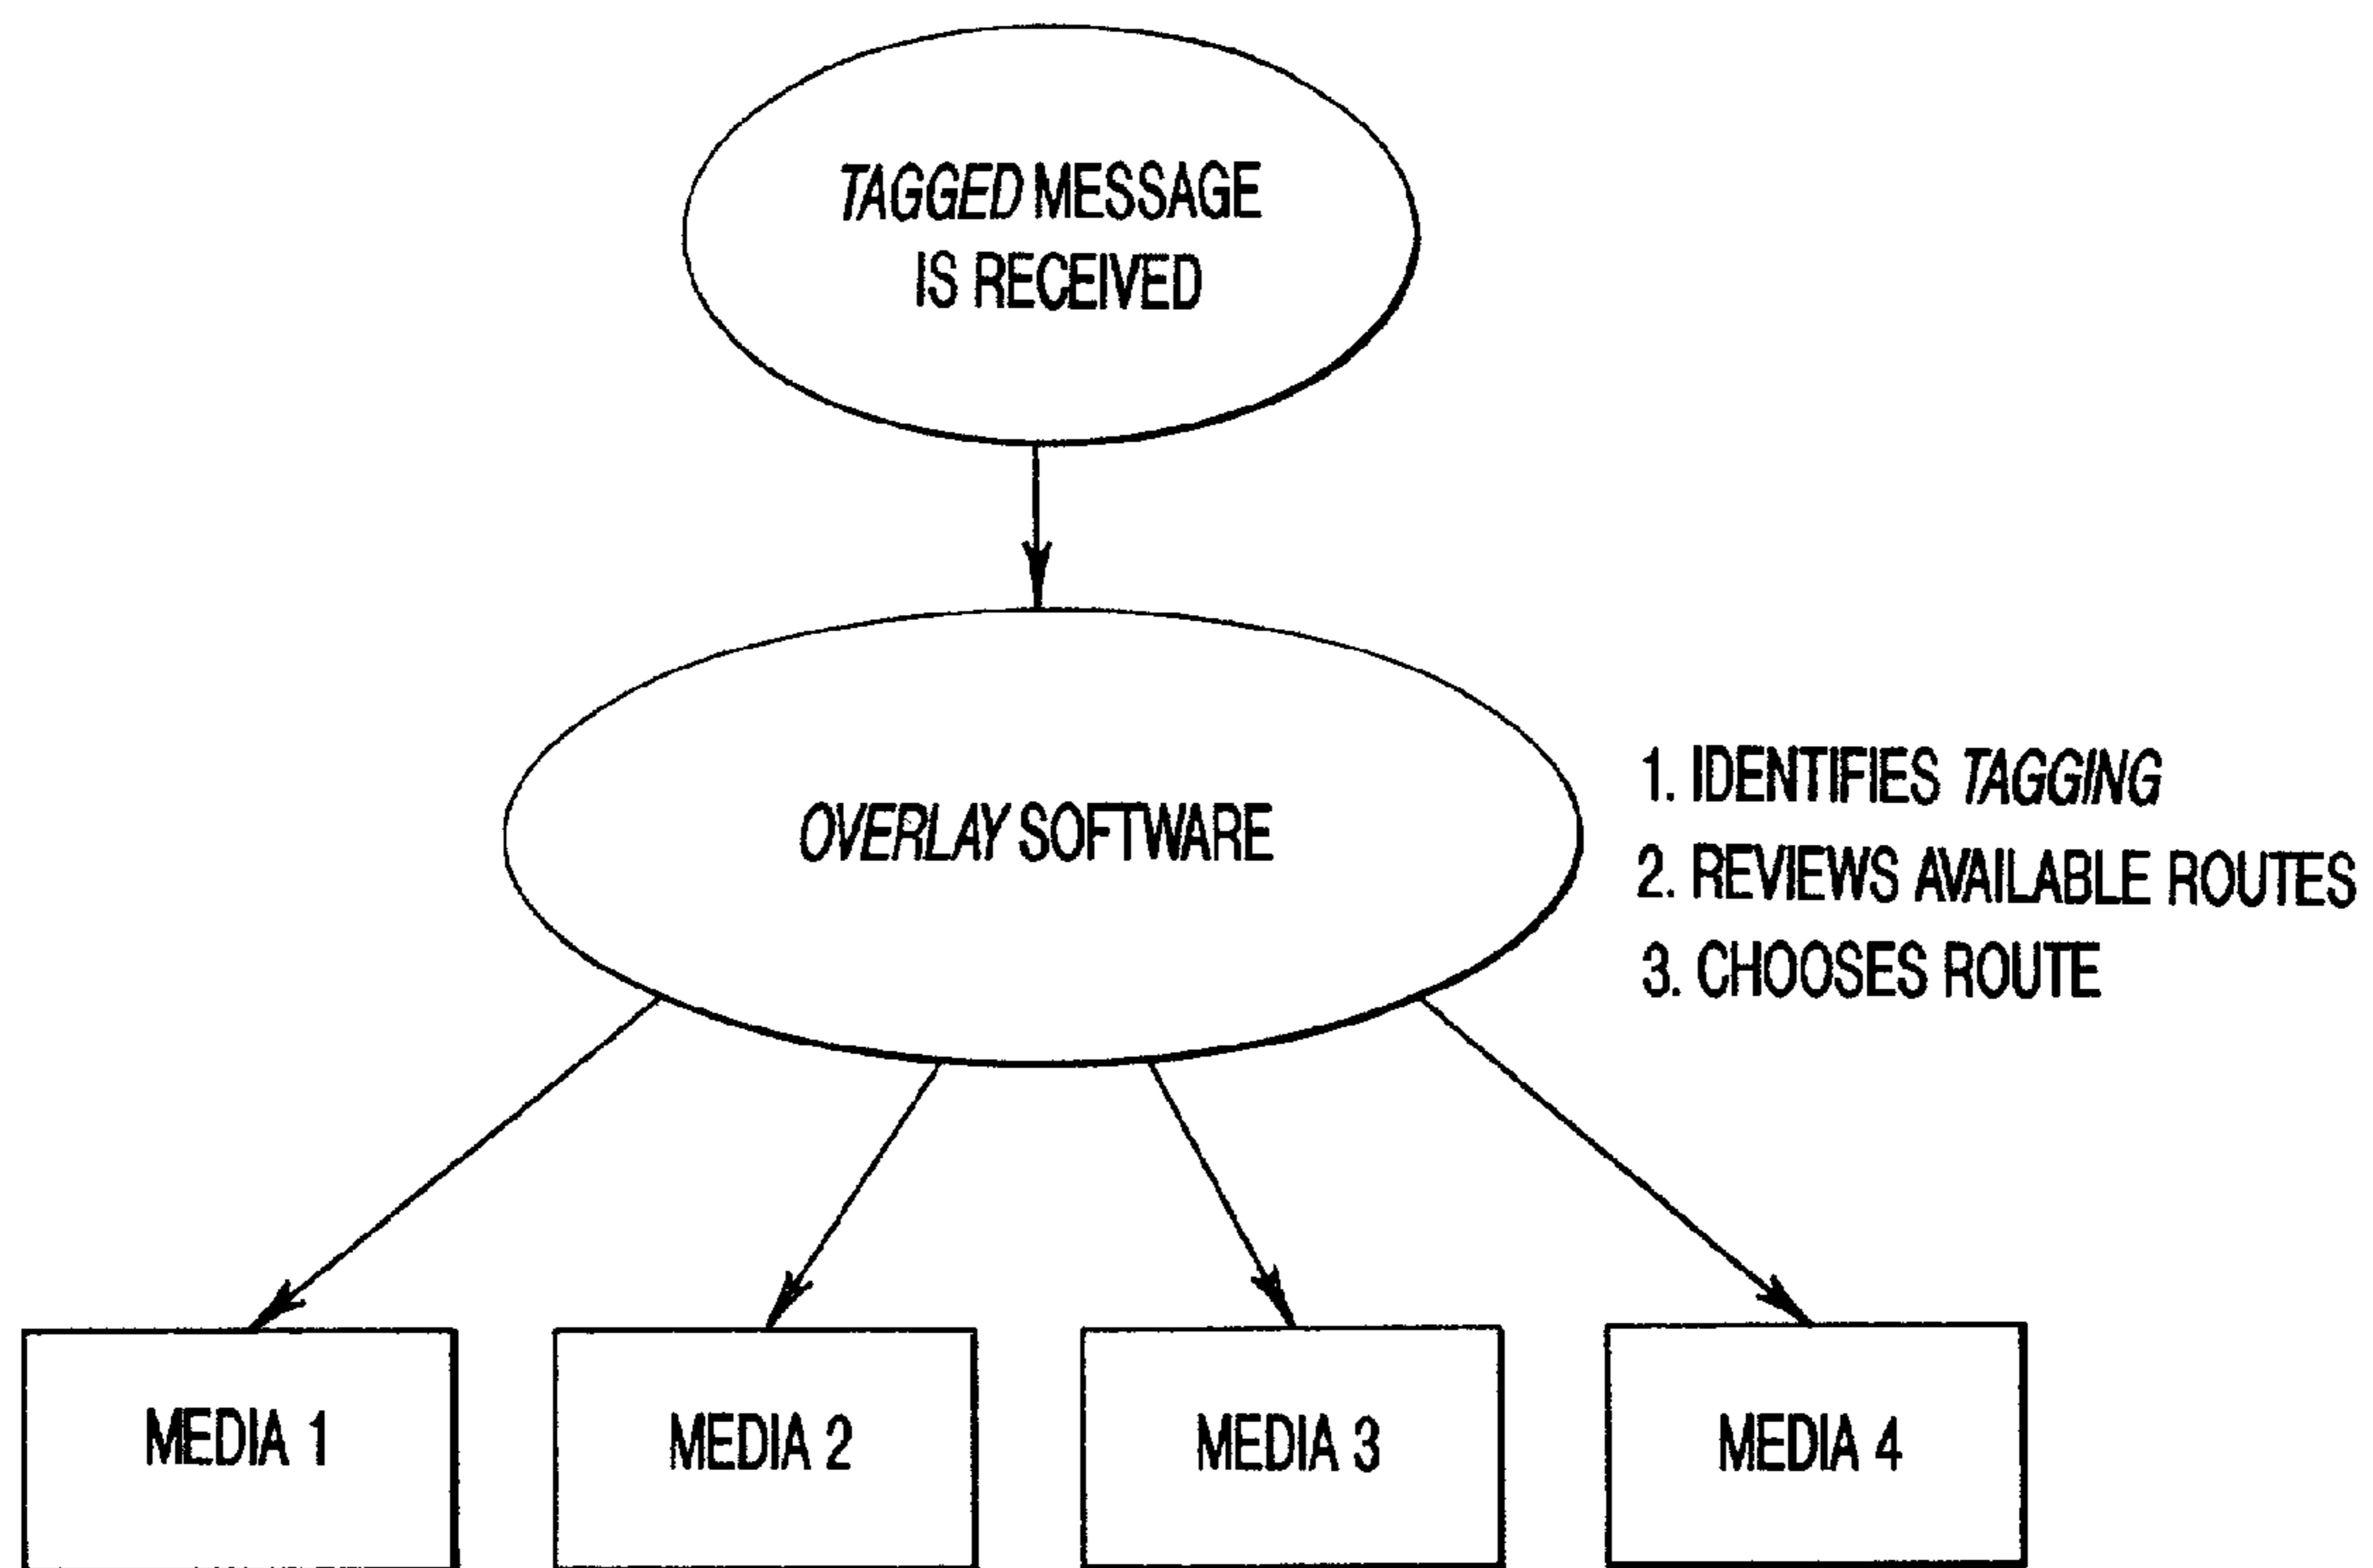 TAGGED MESSAGE
IS RECEIVED
OVERLAY SOFTWARE
1. IDENTIFIES TAGGING
2. REVIEWS AVAILABLE ROUTES
3. CHOOSES ROUTE
MEDIA 1
MEDIA 2
MEDIA 3
MEDIA 4